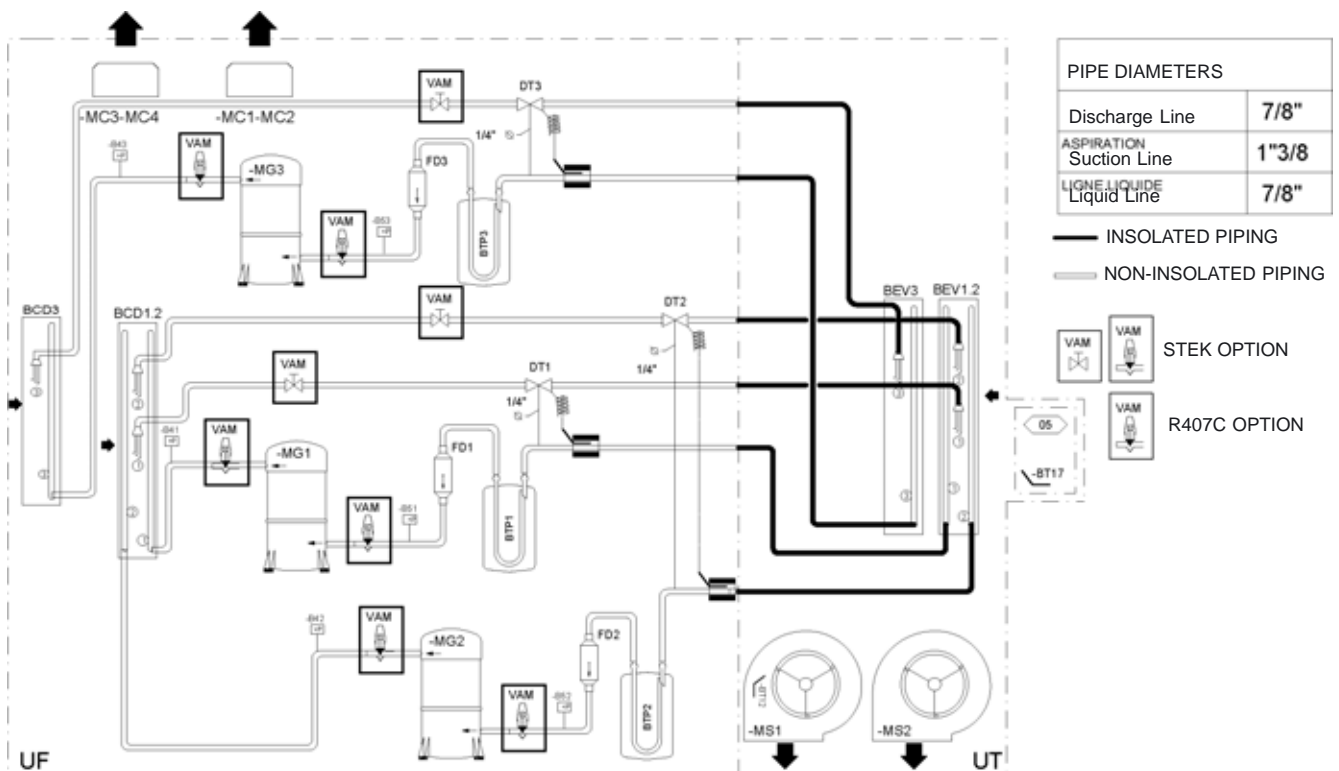 -MC3-MC4
-MC1-MC2
VAM
DT3
1/4"
-B43
HP
VAM
-MG3
FD3
VAM
-B53
BTP3
BCD3
BCD1.2
VAM
DT2
1/4"
VAM
DT1
1/4"
-B41
HP
VAM
-MG1
FD1
VAM
-B51
BTP1
-B42
HP
VAM
-MG2
FD2
VAM
-B52
BTP2
BEV3
BEV1.2
05
-BT17
-BT12
-MS1
-MS2
UF
UT
PIPE DIAMETERS
Discharge Line 7/8"
ASPIRATION
Suction Line 1"3/8
LIGNE LIQUIDE
Liquid Line 7/8"
INSOLATED PIPING
NON-INSOLATED PIPING
VAM
VAM
STEK OPTION
VAM
R407C OPTION